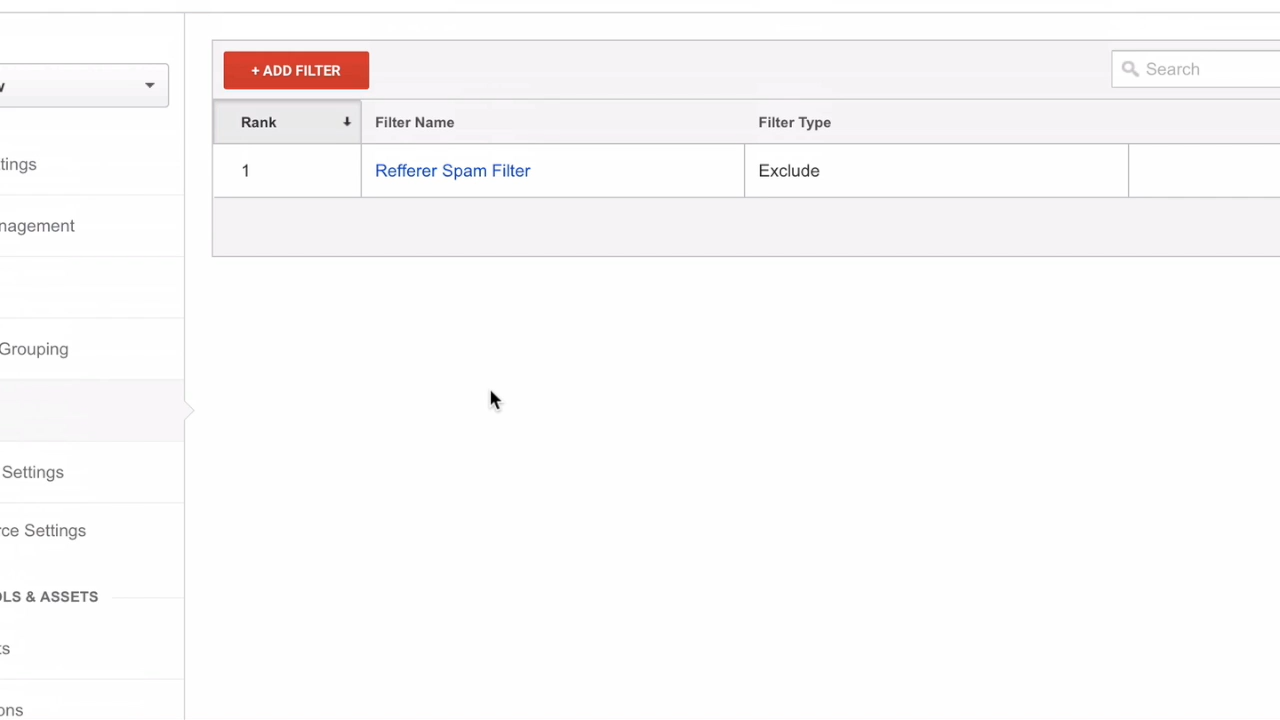 + ADD FILTER
Search
Rank
Filter Name
Filter Type
1
Refferer Spam Filter
Exclude
tings
nagement
Grouping
Settings
rce Settings
OLS & ASSETS
ts
ons